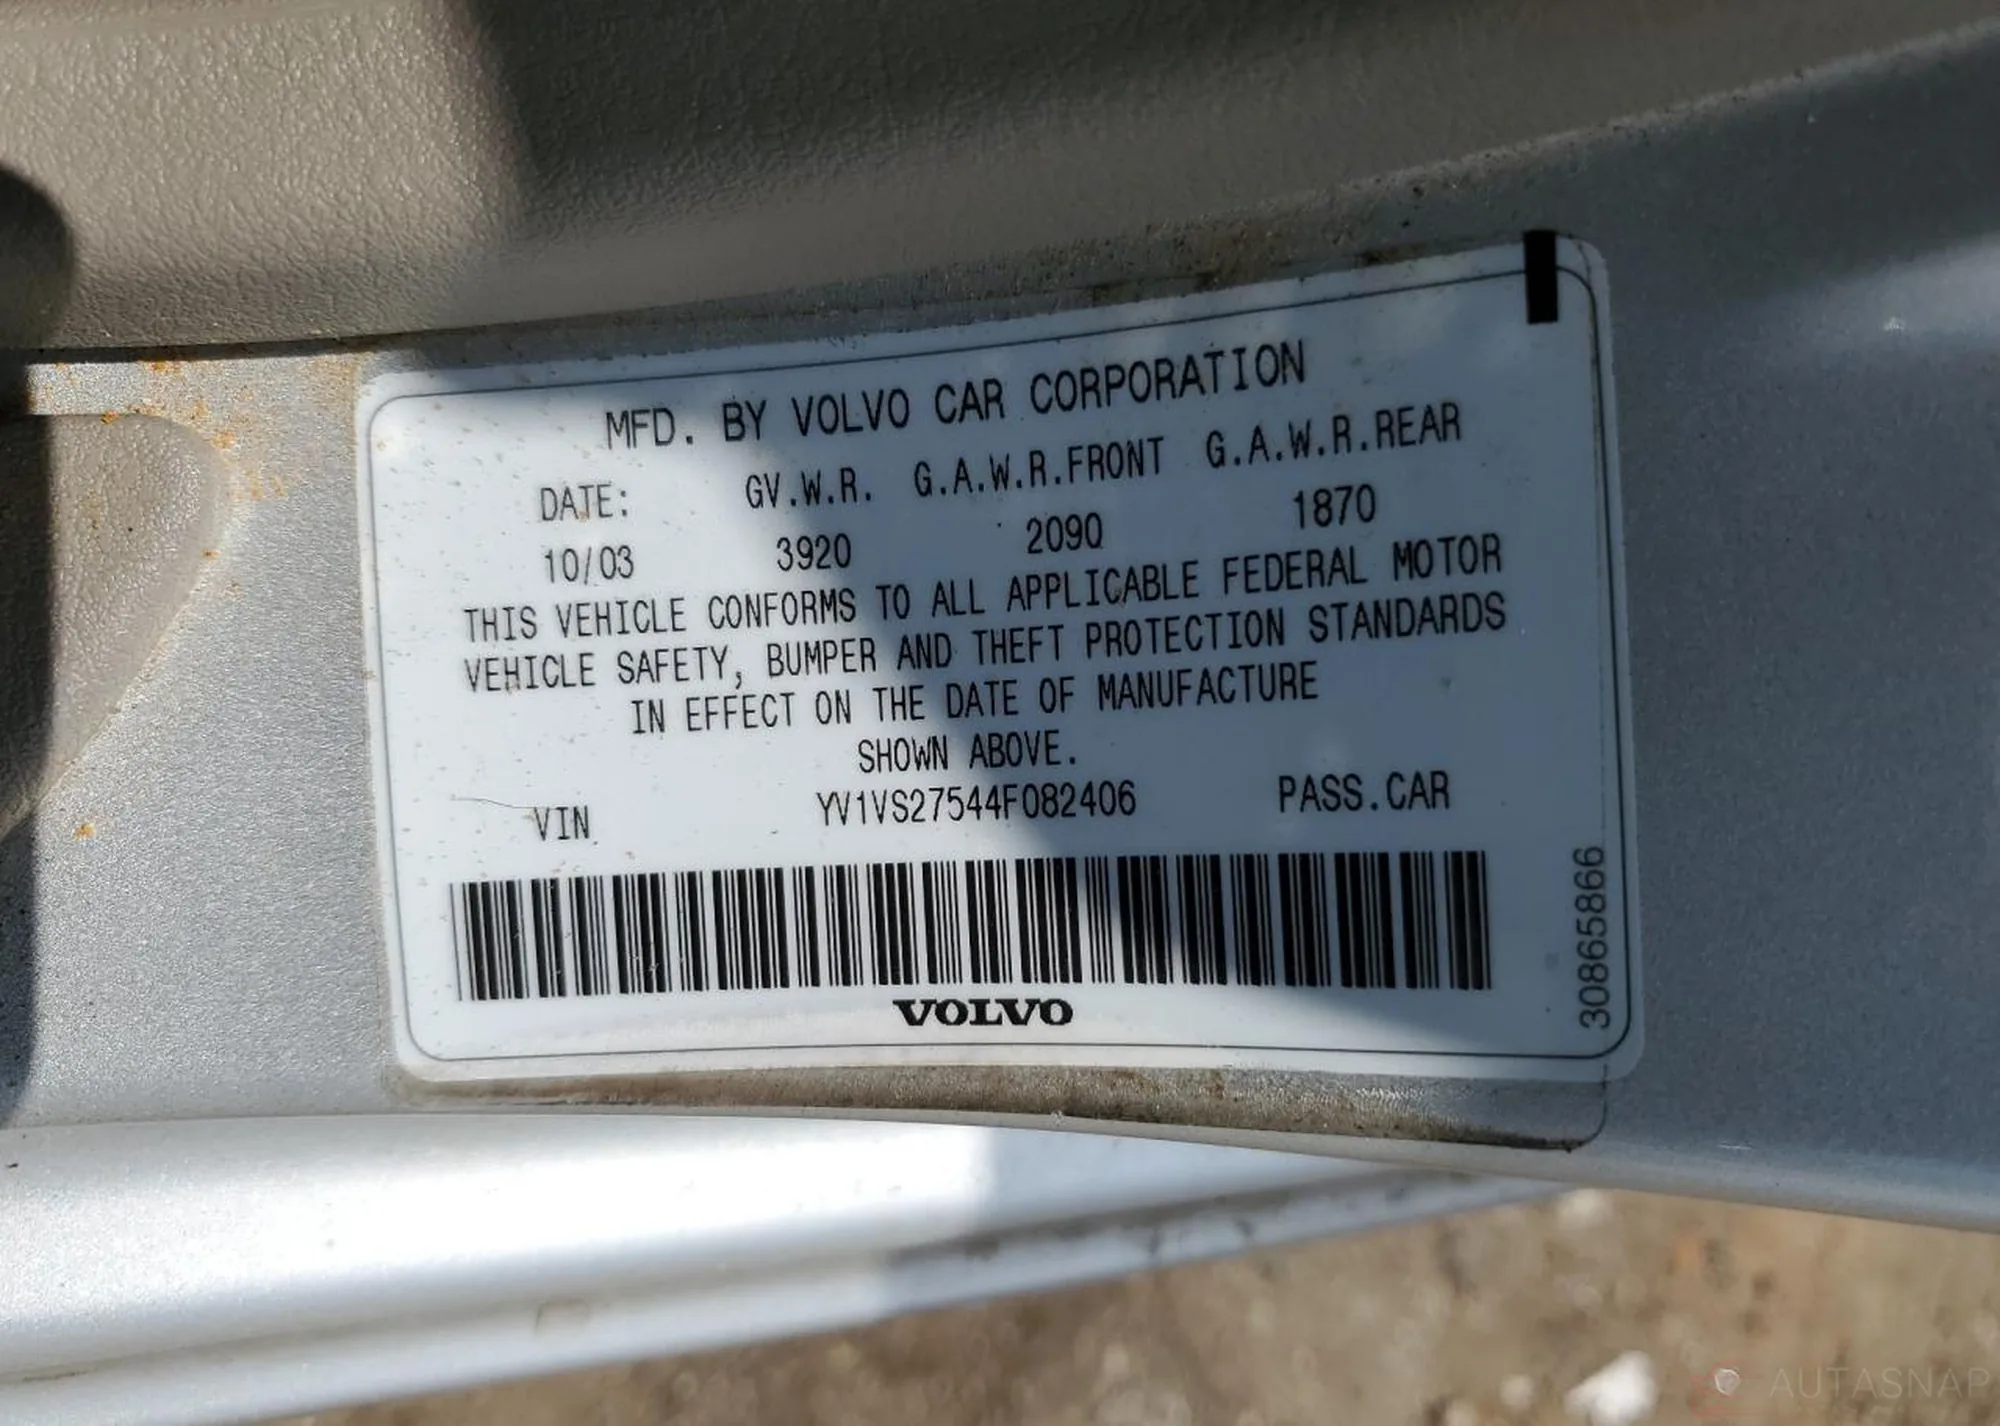 MFD. BY VOLVO CAR CORPORATION
DATE: GV.W.R. G.A.W.R.FRONT G.A.W.R.REAR
10/03 3920 2090 1870
THIS VEHICLE CONFORMS TO ALL APPLICABLE FEDERAL MOTOR
VEHICLE SAFETY, BUMPER AND THEFT PROTECTION STANDARDS
IN EFFECT ON THE DATE OF MANUFACTURE
SHOWN ABOVE.
VIN YV1VS27544F082406 PASS.CAR
VOLVO
30865866
AUTASNAP